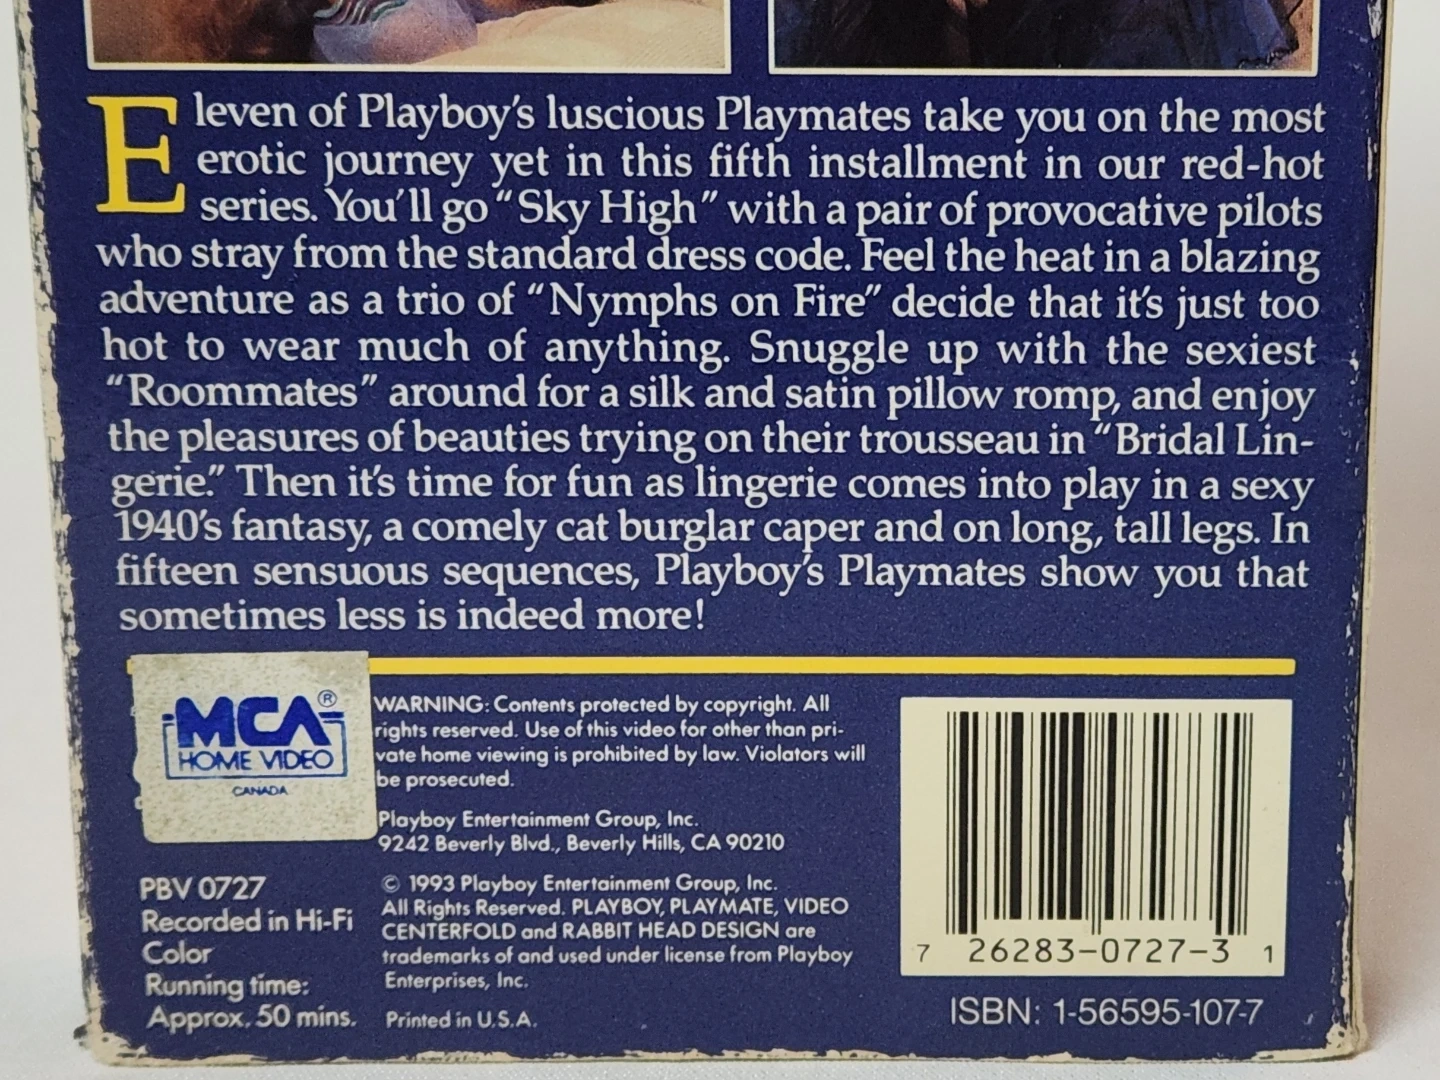 Eleven of Playboy's luscious Playmates take you on the most
erotic journey yet in this fifth installment in our red-hot
series. You'll go "Sky High" with a pair of provocative pilots
who stray from the standard dress code. Feel the heat in a blazing
adventure as a trio of "Nymphs on Fire" decide that it's just too
hot to wear much of anything. Snuggle up with the sexiest
"Roommates" around for a silk and satin pillow romp, and enjoy
the pleasures of beauties trying on their trousseau in "Bridal Lin-
gerie." Then it's time for fun as lingerie comes into play in a sexy
1940's fantasy, a comely cat burglar caper and on long, tall legs. In
fifteen sensuous sequences, Playboy's Playmates show you that
sometimes less is indeed more!
MCA®
HOME VIDEO
CANADA
WARNING: Contents protected by copyright. All
rights reserved. Use of this video for other than pri-
vate home viewing is prohibited by law. Violators will
be prosecuted.
Playboy Entertainment Group, Inc.
9242 Beverly Blvd., Beverly Hills, CA 90210
PBV 0727
Recorded in Hi-Fi
Color
Running time:
Approx. 50 mins.
© 1993 Playboy Entertainment Group, Inc.
All Rights Reserved. PLAYBOY, PLAYMATE, VIDEO
CENTERFOLD and RABBIT HEAD DESIGN are
trademarks of and used under license from Playboy
Enterprises, Inc.
Printed in U.S.A.
7 26283-0727-3 1
ISBN: 1-56595-107-7